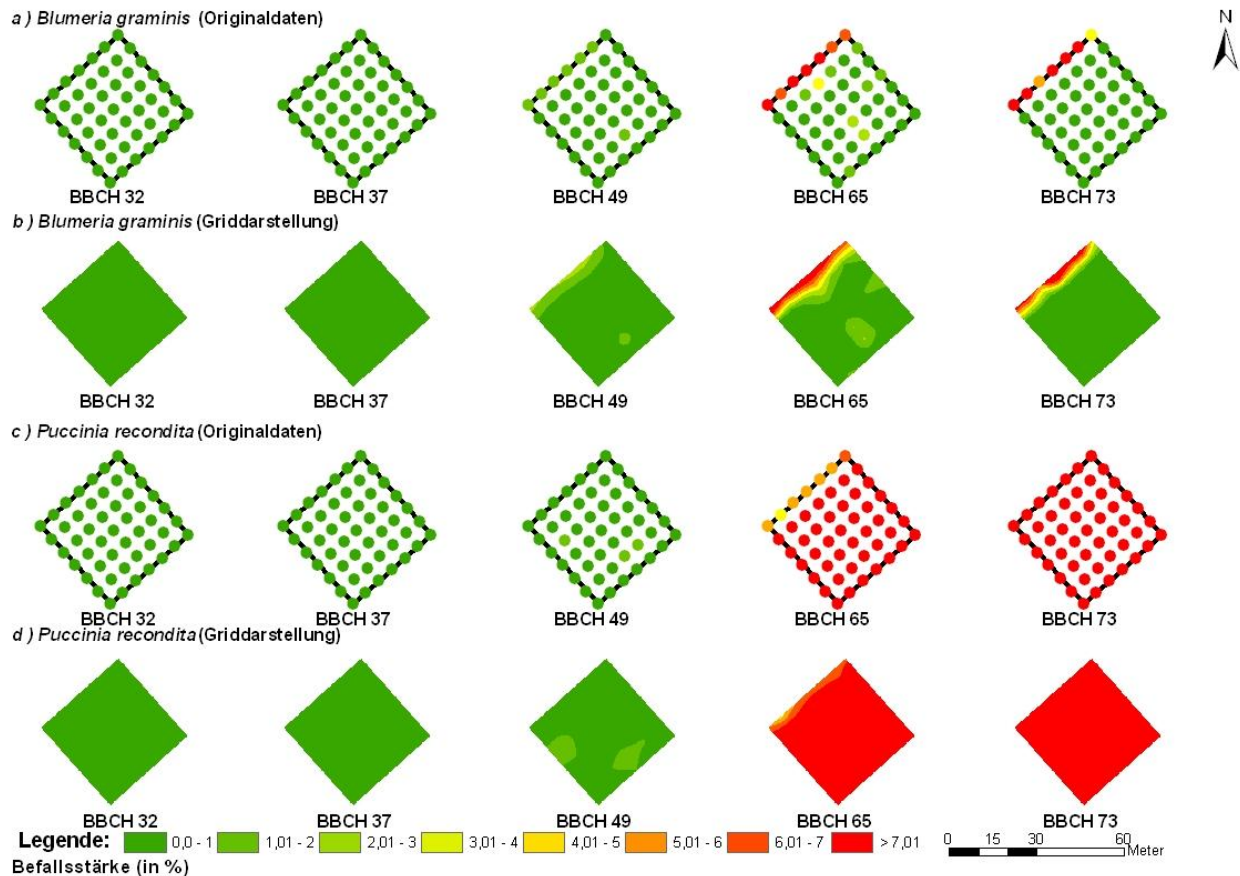 a ) Blumeria graminis (Originaldaten)
N
BBCH 32 BBCH 37 BBCH 49 BBCH 65 BBCH 73
b ) Blumeria graminis (Griddarstellung)
BBCH 32 BBCH 37 BBCH 49 BBCH 65 BBCH 73
c ) Puccinia recondita (Originaldaten)
BBCH 32 BBCH 37 BBCH 49 BBCH 65 BBCH 73
d ) Puccinia recondita (Griddarstellung)
BBCH 32 BBCH 37 BBCH 49 BBCH 65 BBCH 73
Legende: 0,0 - 1 1,01 - 2 2,01 - 3 3,01 - 4 4,01 - 5 5,01 - 6 6,01 - 7 > 7,01
0 15 30 60
Meter
Befallsstärke (in %)